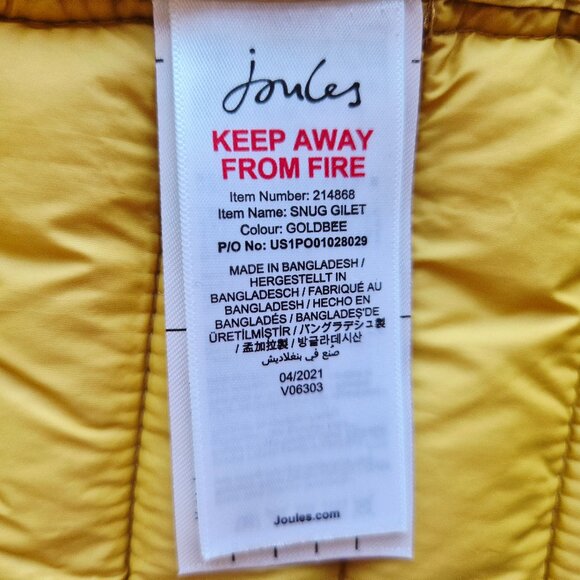 Joules
KEEP AWAY
FROM FIRE
Item Number: 214868
Item Name: SNUG GILET
Colour: GOLDBEE
P/O No: US1PO01028029
MADE IN BANGLADESH /
HERGESTELLT IN
BANGLADESCH / FABRIQUÉ AU
BANGLADESH / HECHO EN
BANGLADÉS / BANGLADEŞ'DE
ÜRETİLMİŞTİR / バングラデシュ製
/ 孟加拉製 / 방글라데시산
صُنع في بنغلاديش
04/2021
V06303
Joules.com